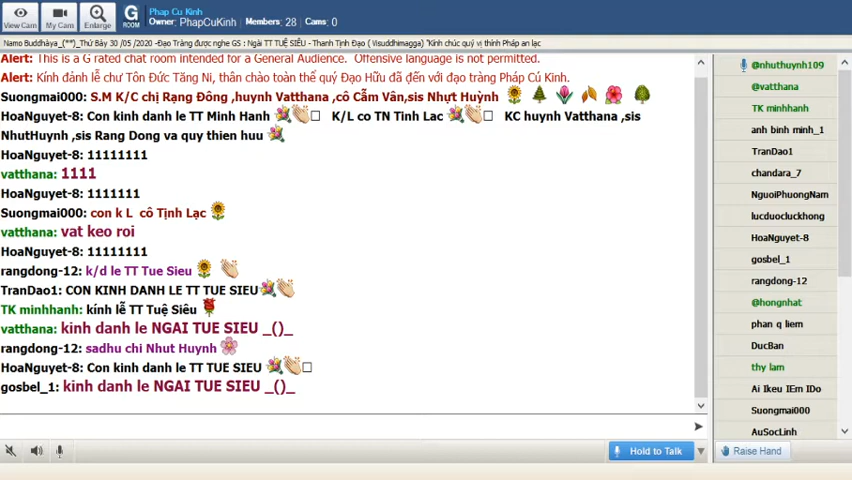 View Cam
My Cam
Enlarge
G
ROOM
Phap Cu Kinh
Owner: PhapCuKinh Members: 28 Cams: 0
Namo Buddhàya_(**)_Thứ Bảy 30 /05 /2020 -Đạo Tràng được nghe GS : Ngài TT TUỆ SIÊU - Thanh Tịnh Đạo ( Visuddhimagga) "Kính chúc quý vị thính Pháp an lạc
Alert: This is a G rated chat room intended for a General Audience. Offensive language is not permitted.
Alert: Kính đảnh lễ chư Tôn Đức Tăng Ni, thân chào toàn thể quý Đạo Hữu đã đến với đạo tràng Pháp Cú Kinh.
Suongmai000: S.M K/C chị Rạng Đông ,huynh Vatthana ,cô Cẩm Vân,sis Nhựt Huỳnh
HoaNguyet-8: Con kinh danh le TT Minh Hanh K/L co TN Tinh Lac KC huynh Vatthana ,sis
NhutHuynh ,sis Rang Dong va quy thien huu
HoaNguyet-8: 11111111
vatthana: 1111
HoaNguyet-8: 1111111
Suongmai000: con k L cô Tịnh Lạc
vatthana: vat keo roi
HoaNguyet-8: 11111111
rangdong-12: k/d le TT Tue Sieu
TranDao1: CON KINH DANH LE TT TUE SIEU
TK minhhanh: kính lễ TT Tuệ Siêu
vatthana: kinh danh le NGAI TUE SIEU _()_
rangdong-12: sadhu chi Nhut Huynh
HoaNguyet-8: Con kinh danh le TT TUE SIEU
gosbel_1: kinh danh le NGAI TUE SIEU _()_
Hold to Talk
@nhuthuynh109
@vatthana
TK minhhanh
anh binh minh_1
TranDao1
chandara_7
NguoiPhuongNam
lucduocluckhong
HoaNguyet-8
gosbel_1
rangdong-12
@hongnhat
phan q liem
DucBan
thy lam
Ai Ikeu IEm IDo
Suongmai000
AuSocLinh
Raise Hand